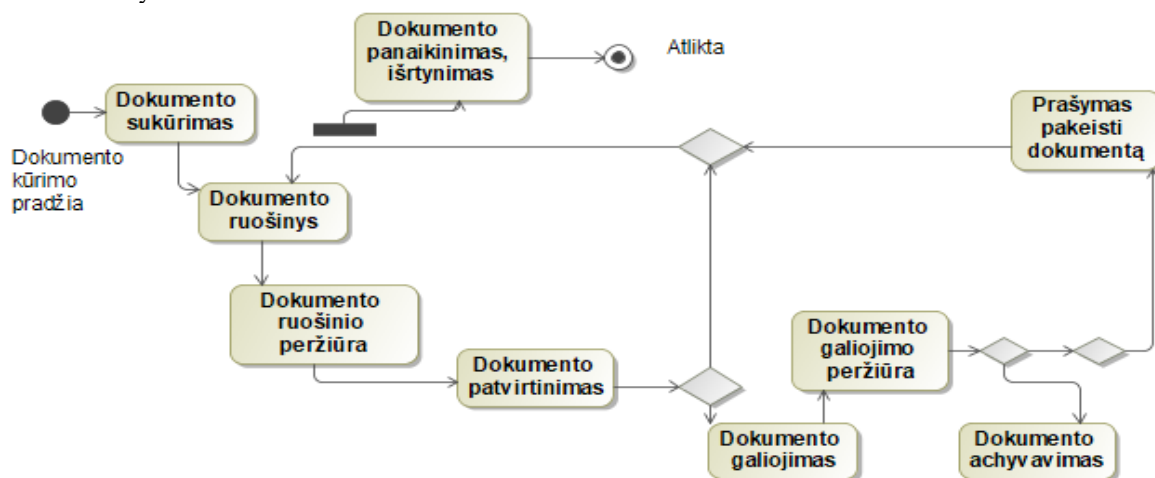 Dokumento
panaikinimas,
išrtynimas
Atlikta
Dokumento
sukūrimas
Prašymas
pakeisti
dokumentą
Dokumento
kūrimo
pradžia
Dokumento
ruošinys
Dokumento
ruošinio
peržiūra
Dokumento
galiojimo
peržiūra
Dokumento
patvirtinimas
Dokumento
galiojimas
Dokumento
achyvavimas